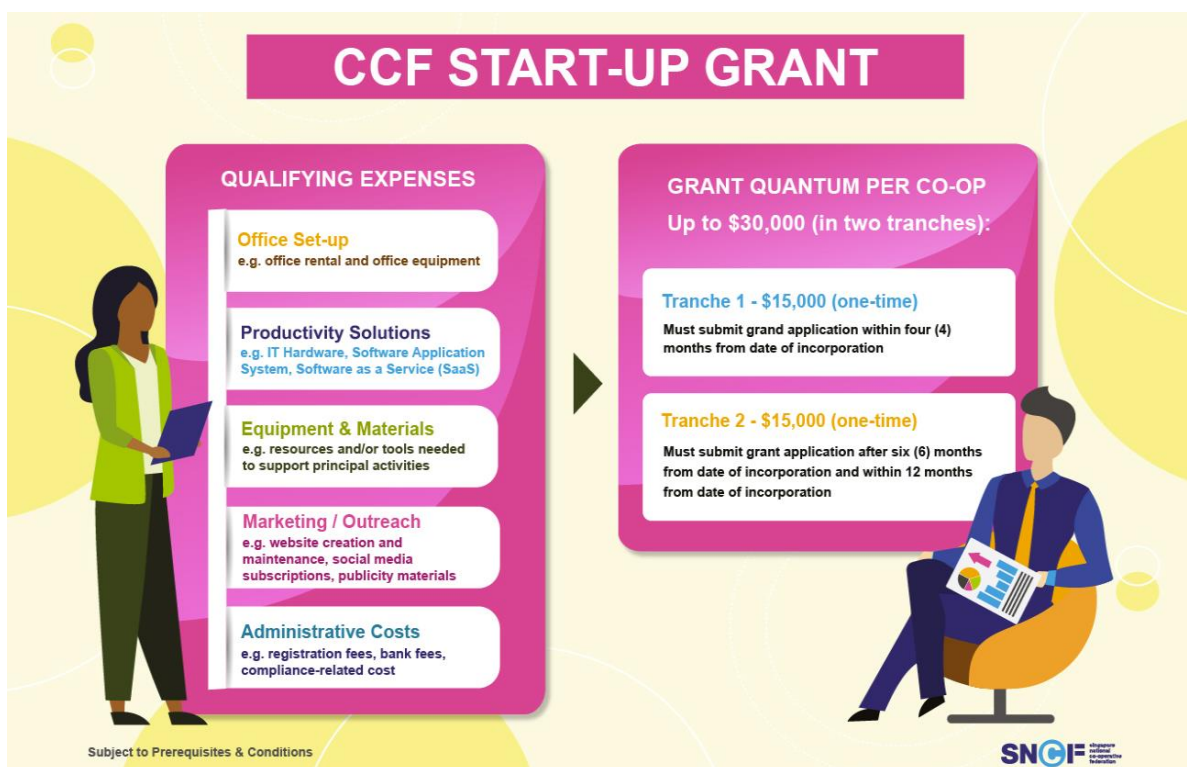 CCF START-UP GRANT
QUALIFYING EXPENSES
Office Set-up
e.g. office rental and office equipment
Productivity Solutions
e.g. IT Hardware, Software Application
System, Software as a Service (SaaS)
Equipment & Materials
e.g. resources and/or tools needed
to support principal activities
Marketing / Outreach
e.g. website creation and
maintenance, social media
subscriptions, publicity materials
Administrative Costs
e.g. registration fees, bank fees,
compliance-related cost
GRANT QUANTUM PER CO-OP
Up to $30,000 (in two tranches):
Tranche 1 - $15,000 (one-time)
Must submit grand application within four (4)
months from date of incorporation
Tranche 2 - $15,000 (one-time)
Must submit grant application after six (6) months
from date of incorporation and within 12 months
from date of incorporation
Subject to Prerequisites & Conditions
SNCF
singapore
national
co-operative
federation